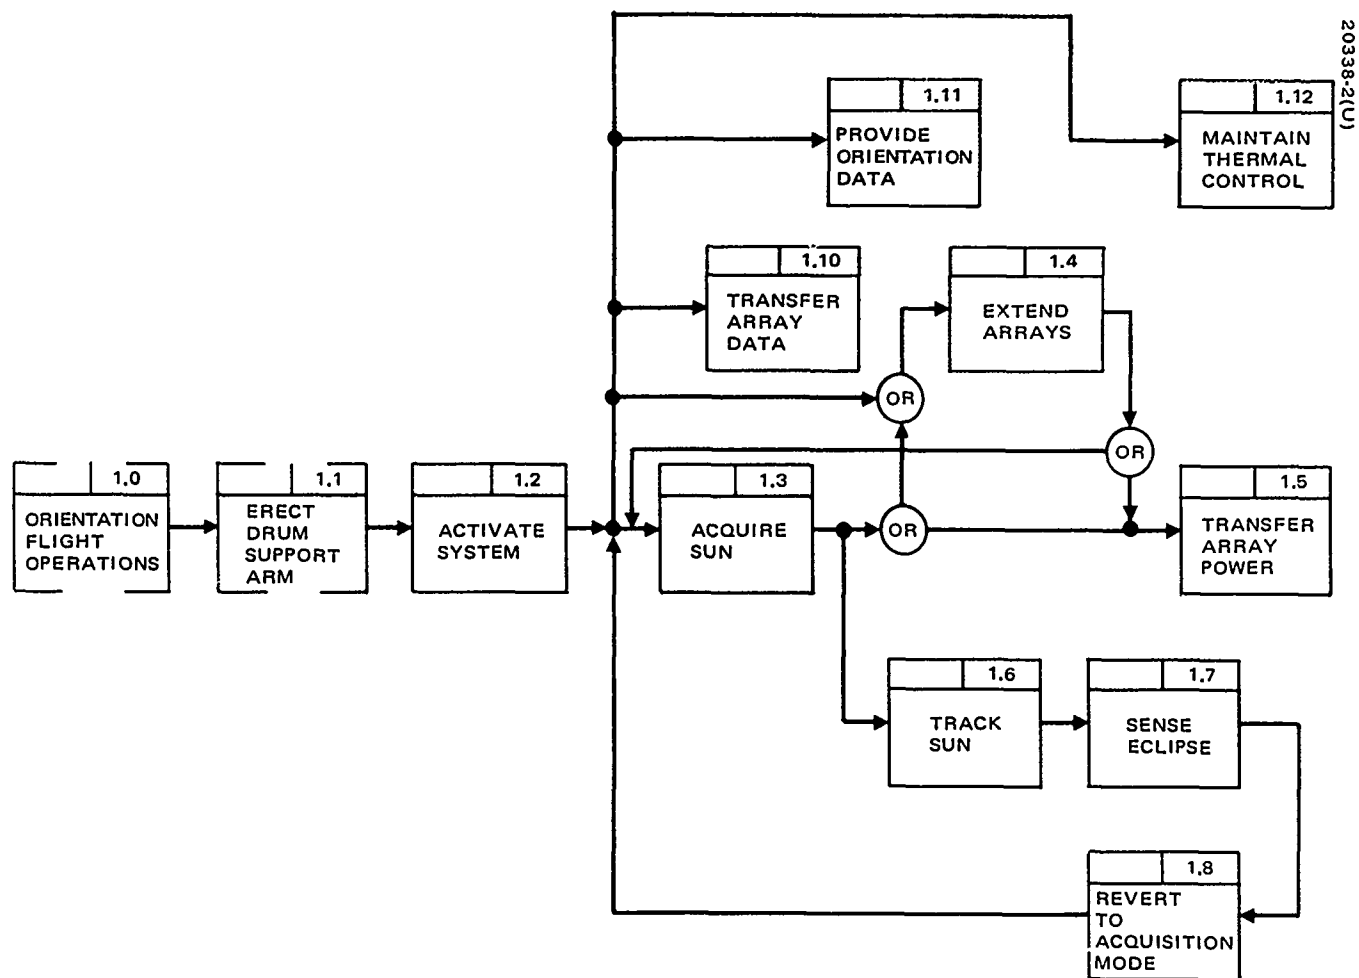 20338-2(U)
1.11
PROVIDE
ORIENTATION
DATA
1.12
MAINTAIN
THERMAL
CONTROL
1.10
TRANSFER
ARRAY
DATA
1.4
EXTEND
ARRAYS
OR
OR
1.0
ORIENTATION
FLIGHT
OPERATIONS
1.1
ERECT
DRUM
SUPPORT
ARM
1.2
ACTIVATE
SYSTEM
1.3
ACQUIRE
SUN
OR
1.5
TRANSFER
ARRAY
POWER
1.6
TRACK
SUN
1.7
SENSE
ECLIPSE
1.8
REVERT
TO
ACQUISITION
MODE